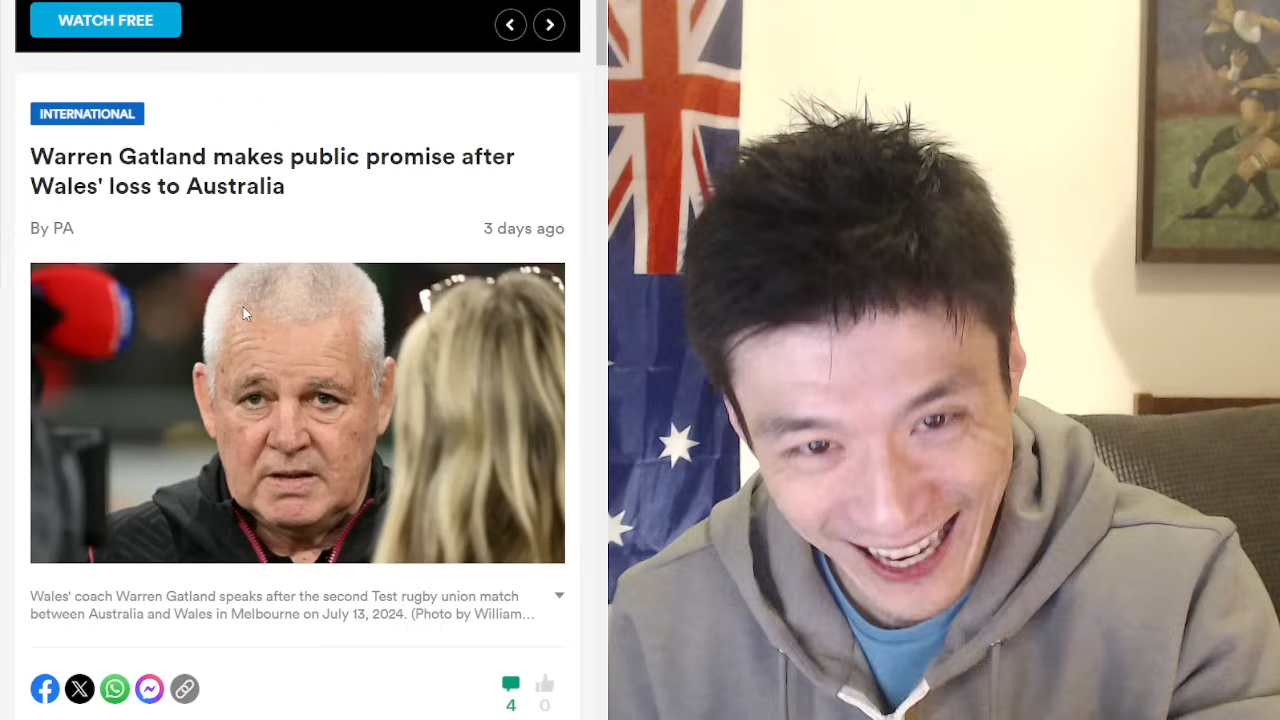 WATCH FREE
INTERNATIONAL
Warren Gatland makes public promise after
Wales' loss to Australia
By PA
3 days ago
Wales' coach Warren Gatland speaks after the second Test rugby union match
between Australia and Wales in Melbourne on July 13, 2024. (Photo by William...
4
0